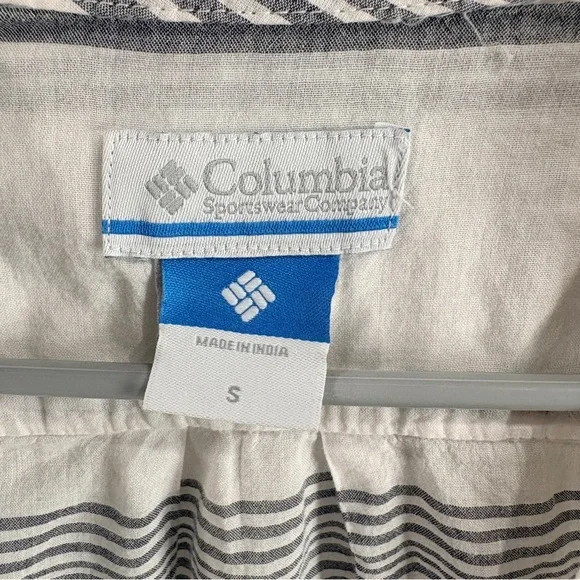 Columbia
Sportswear Company
MADE IN INDIA
S